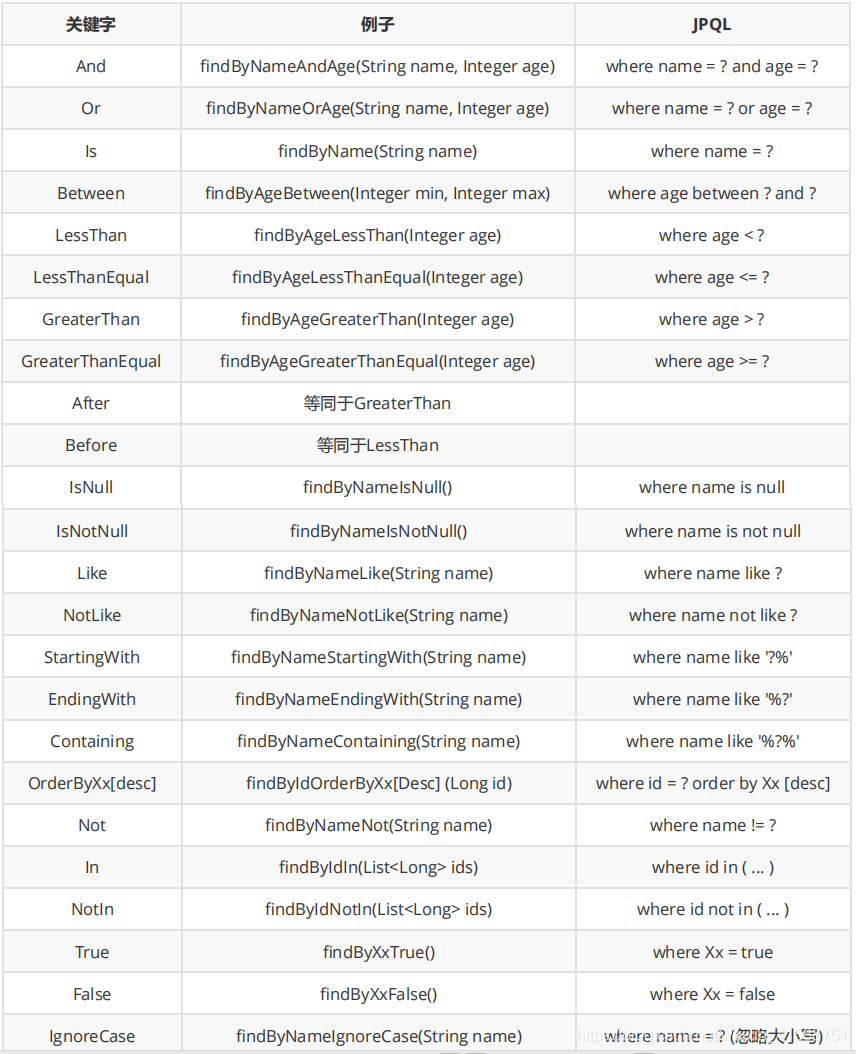 关键字 例子 JPQL
And findByNameAndAge(String name, Integer age) where name = ? and age = ?
Or findByNameOrAge(String name, Integer age) where name = ? or age = ?
Is findByName(String name) where name = ?
Between findByAgeBetween(Integer min, Integer max) where age between ? and ?
LessThan findByAgeLessThan(Integer age) where age < ?
LessThanEqual findByAgeLessThanEqual(Integer age) where age <= ?
GreaterThan findByAgeGreaterThan(Integer age) where age > ?
GreaterThanEqual findByAgeGreaterThanEqual(Integer age) where age >= ?
After 等同于GreaterThan
Before 等同于LessThan
IsNull findByNameIsNull() where name is null
IsNotNull findByNameIsNotNull() where name is not null
Like findByNameLike(String name) where name like ?
NotLike findByNameNotLike(String name) where name not like ?
StartingWith findByNameStartingWith(String name) where name like '?%'
EndingWith findByNameEndingWith(String name) where name like '%?'
Containing findByNameContaining(String name) where name like '%?%'
OrderByXx[desc] findByIdOrderByXx[Desc] (Long id) where id = ? order by Xx [desc]
Not findByNameNot(String name) where name != ?
In findByIdIn(List<Long> ids) where id in ( ... )
NotIn findByIdNotIn(List<Long> ids) where id not in ( ... )
True findByXxTrue() where Xx = true
False findByXxFalse() where Xx = false
IgnoreCase findByNameIgnoreCase(String name) where name = ? (忽略大小写)